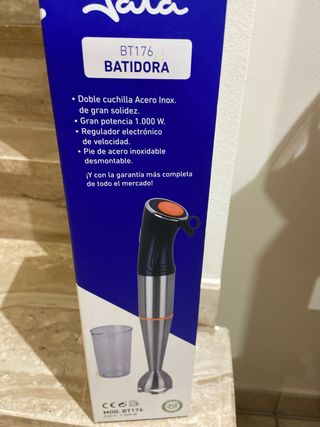 Jata
BT176
BATIDORA
• Doble cuchilla Acero Inox.
de gran solidez.
• Gran potencia 1.000 W.
• Regulador electrónico
de velocidad.
• Pie de acero inoxidable
desmontable.
¡Y con la garantía más completa
de todo el mercado!
CE
MOD. BT176